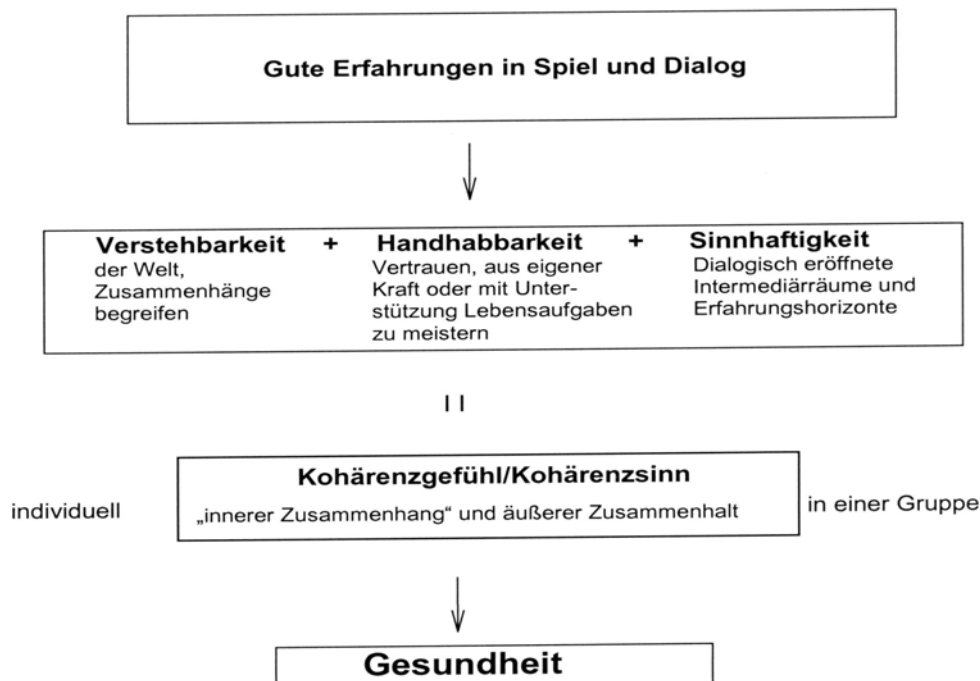 Gute Erfahrungen in Spiel und Dialog
Verstehbarkeit + Handhabbarkeit + Sinnhaftigkeit
der Welt, Vertrauen, aus eigener Dialogisch eröffnete
Zusammenhänge Kraft oder mit Unter- Intermediärräume und
begreifen stützung Lebensaufgaben Erfahrungshorizonte
zu meistern
Kohärenzgefühl/Kohärenzsinn
individuell „innerer Zusammenhang“ und äußerer Zusammenhalt in einer Gruppe
Gesundheit